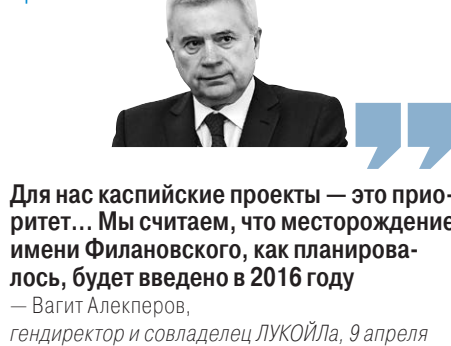 Для нас каспийские проекты — это прио-
ритет... Мы считаем, что месторождение
имени Филановского, как планирова-
лось, будет введено в 2016 году
— Вагит Алекперов,
гендиректор и совладелец ЛУКОЙЛа, 9 апреля